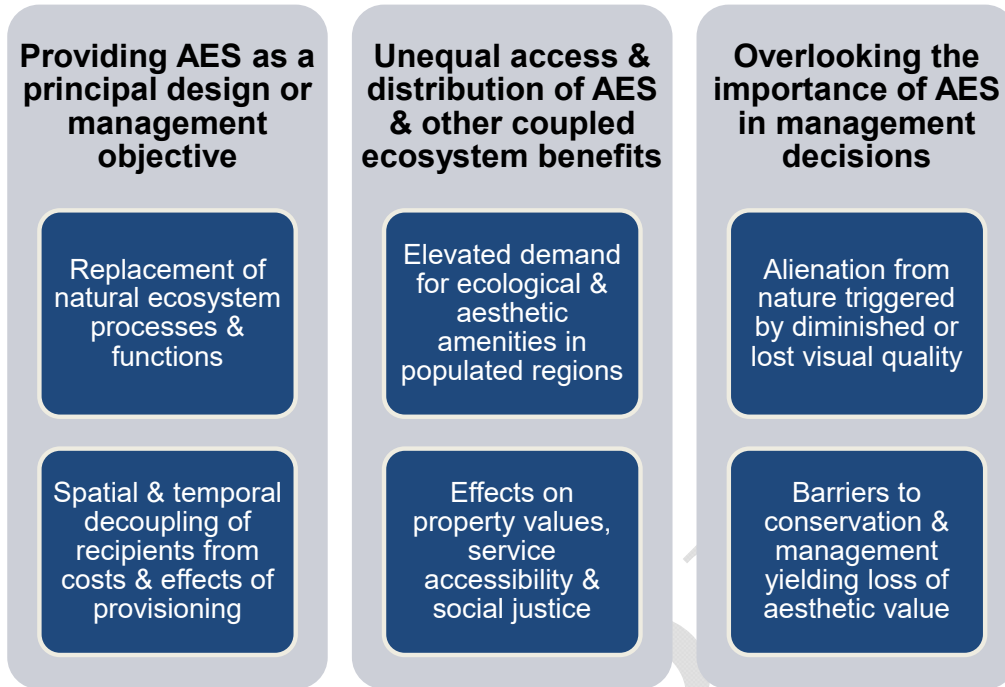 Providing AES as a
principal design or
management
objective
Replacement of
natural ecosystem
processes &
functions
Spatial & temporal
decoupling of
recipients from
costs & effects of
provisioning
Unequal access &
distribution of AES
& other coupled
ecosystem benefits
Elevated demand
for ecological &
aesthetic
amenities in
populated regions
Effects on
property values,
service
accessibility &
social justice
Overlooking the
importance of AES
in management
decisions
Alienation from
nature triggered
by diminished or
lost visual quality
Barriers to
conservation &
management
yielding loss of
aesthetic value